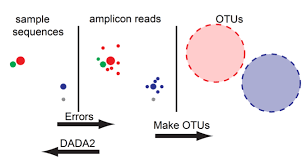 sample
sequences
amplicon reads
OTUs
Errors
Make OTUs
DADA2